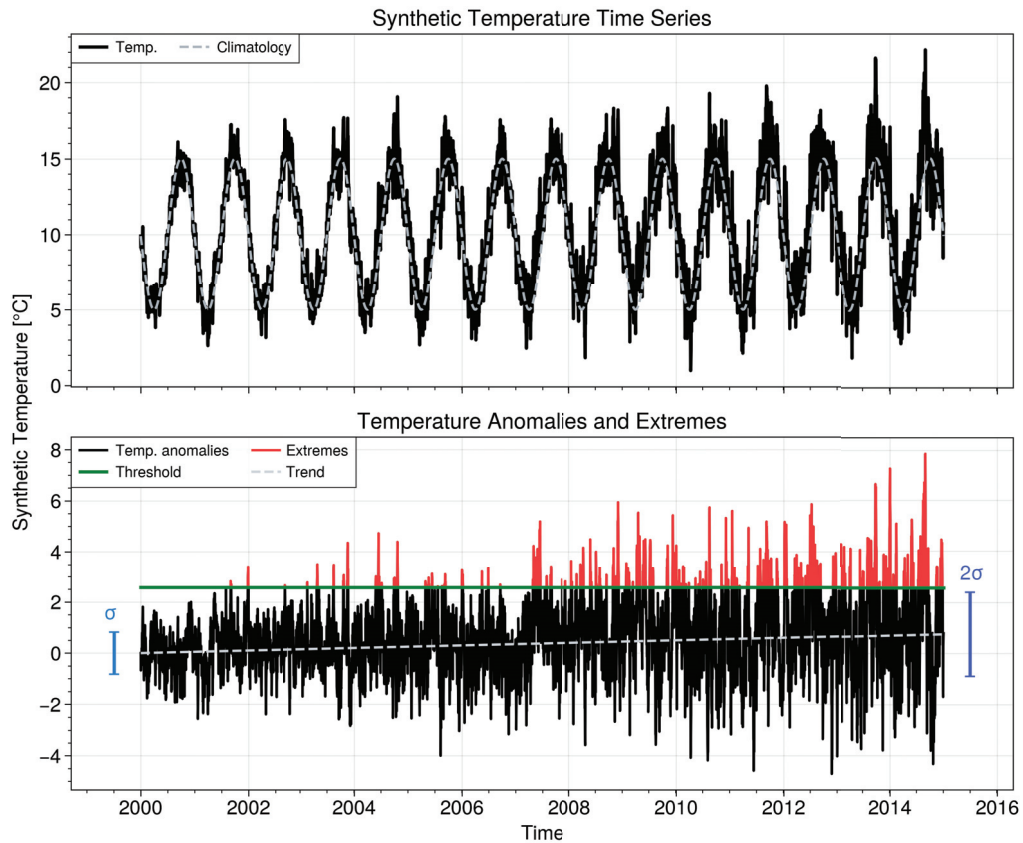 Synthetic Temperature Time Series
Temp. Climatology
20
15
10
5
0
Synthetic Temperature [°C]
Temperature Anomalies and Extremes
Temp. anomalies Extremes
Threshold Trend
8
6
4
2
0
−2
−4
σ
2σ
2000 2002 2004 2006 2008 2010 2012 2014 2016
Time